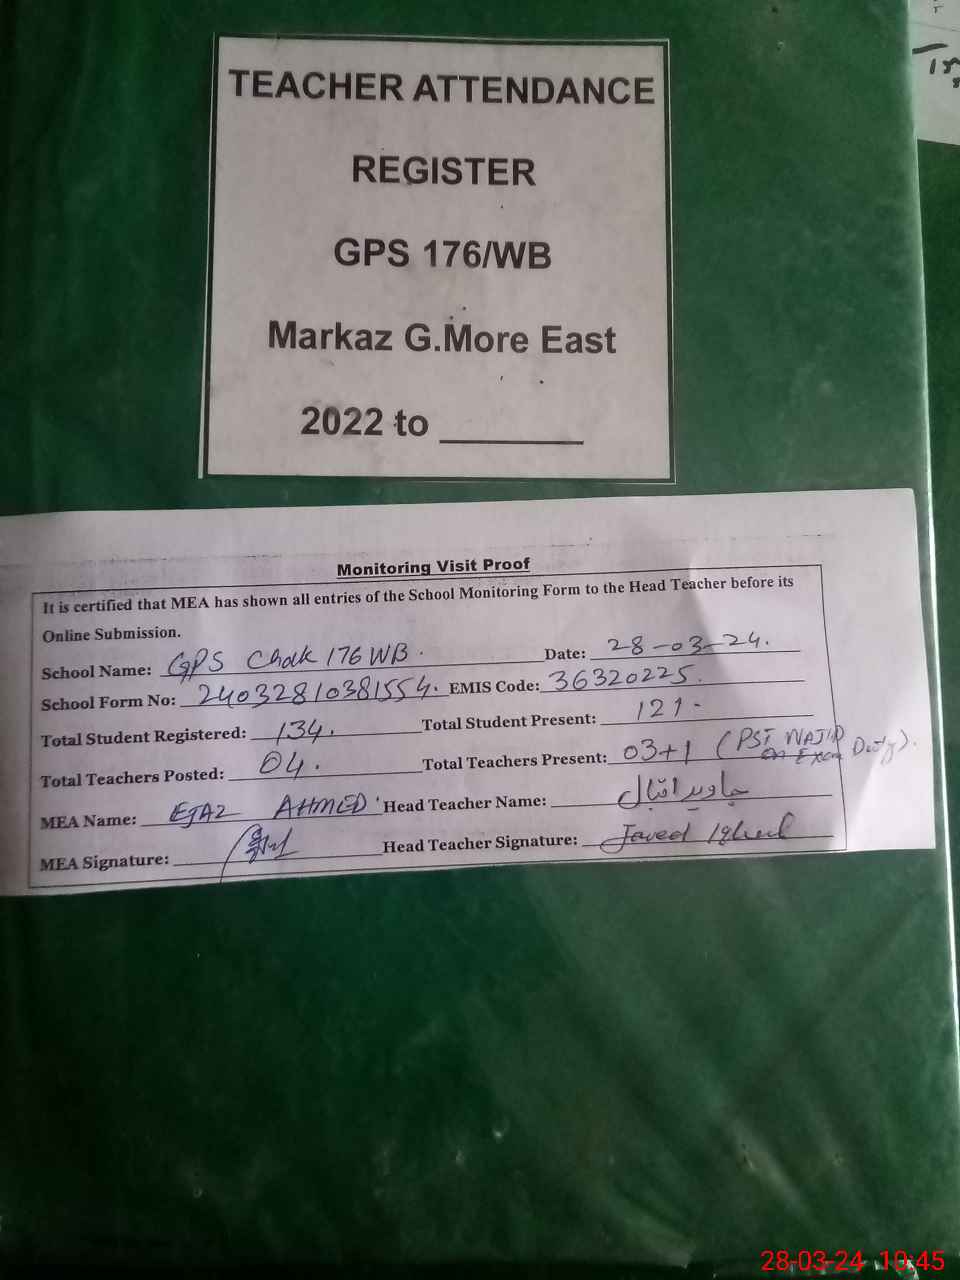 TEACHER ATTENDANCE
REGISTER
GPS 176/WB
Markaz G.More East
2022 to ________
Monitoring Visit Proof
It is certified that MEA has shown all entries of the School Monitoring Form to the Head Teacher before its
Online Submission.
School Name: GPS Chak 176 WB. Date: 28-03-24.
School Form No: 24032810381554. EMIS Code: 36320225.
Total Student Registered: 134. Total Student Present: 121-
Total Teachers Posted: 04. Total Teachers Present: 03+1 (PST WAJID on Exam Duty).
MEA Name: EJAZ AHMED Head Teacher Name: جاوید اقبال
MEA Signature: Head Teacher Signature: Javed Iqbal
28-03-24 10:45